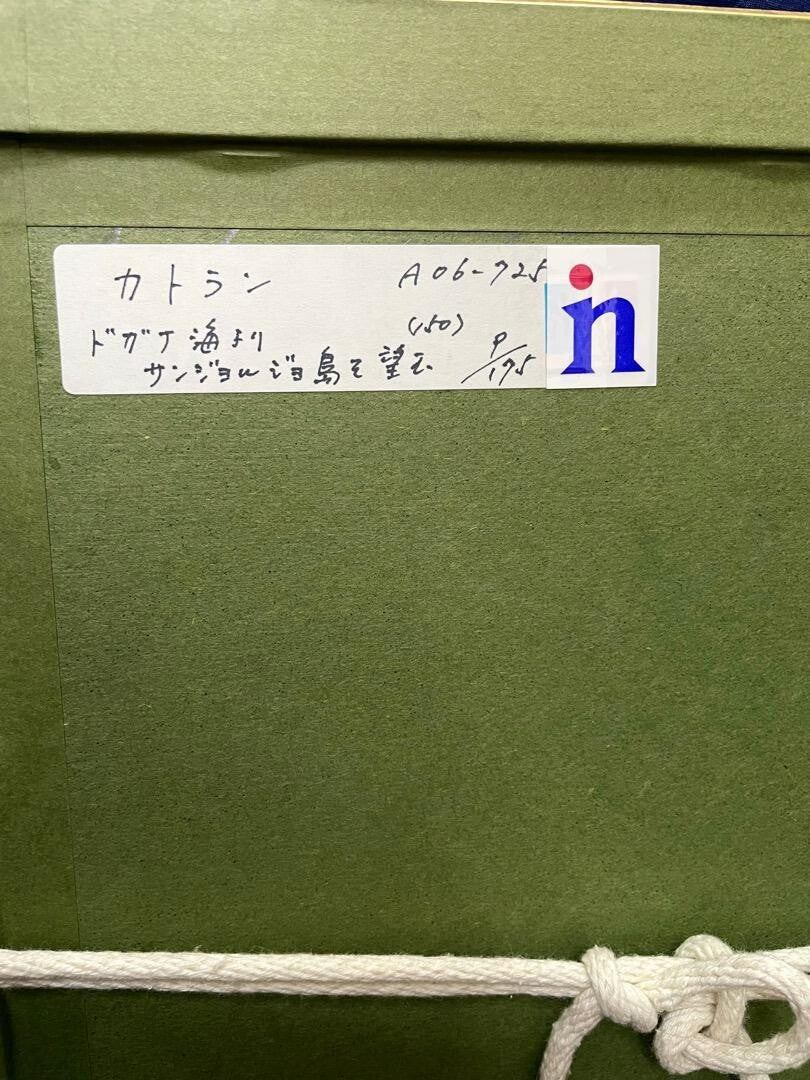 カトラン A06-725
ドガナ海より (150)
サンジョルジョ島を望む 9/175
in